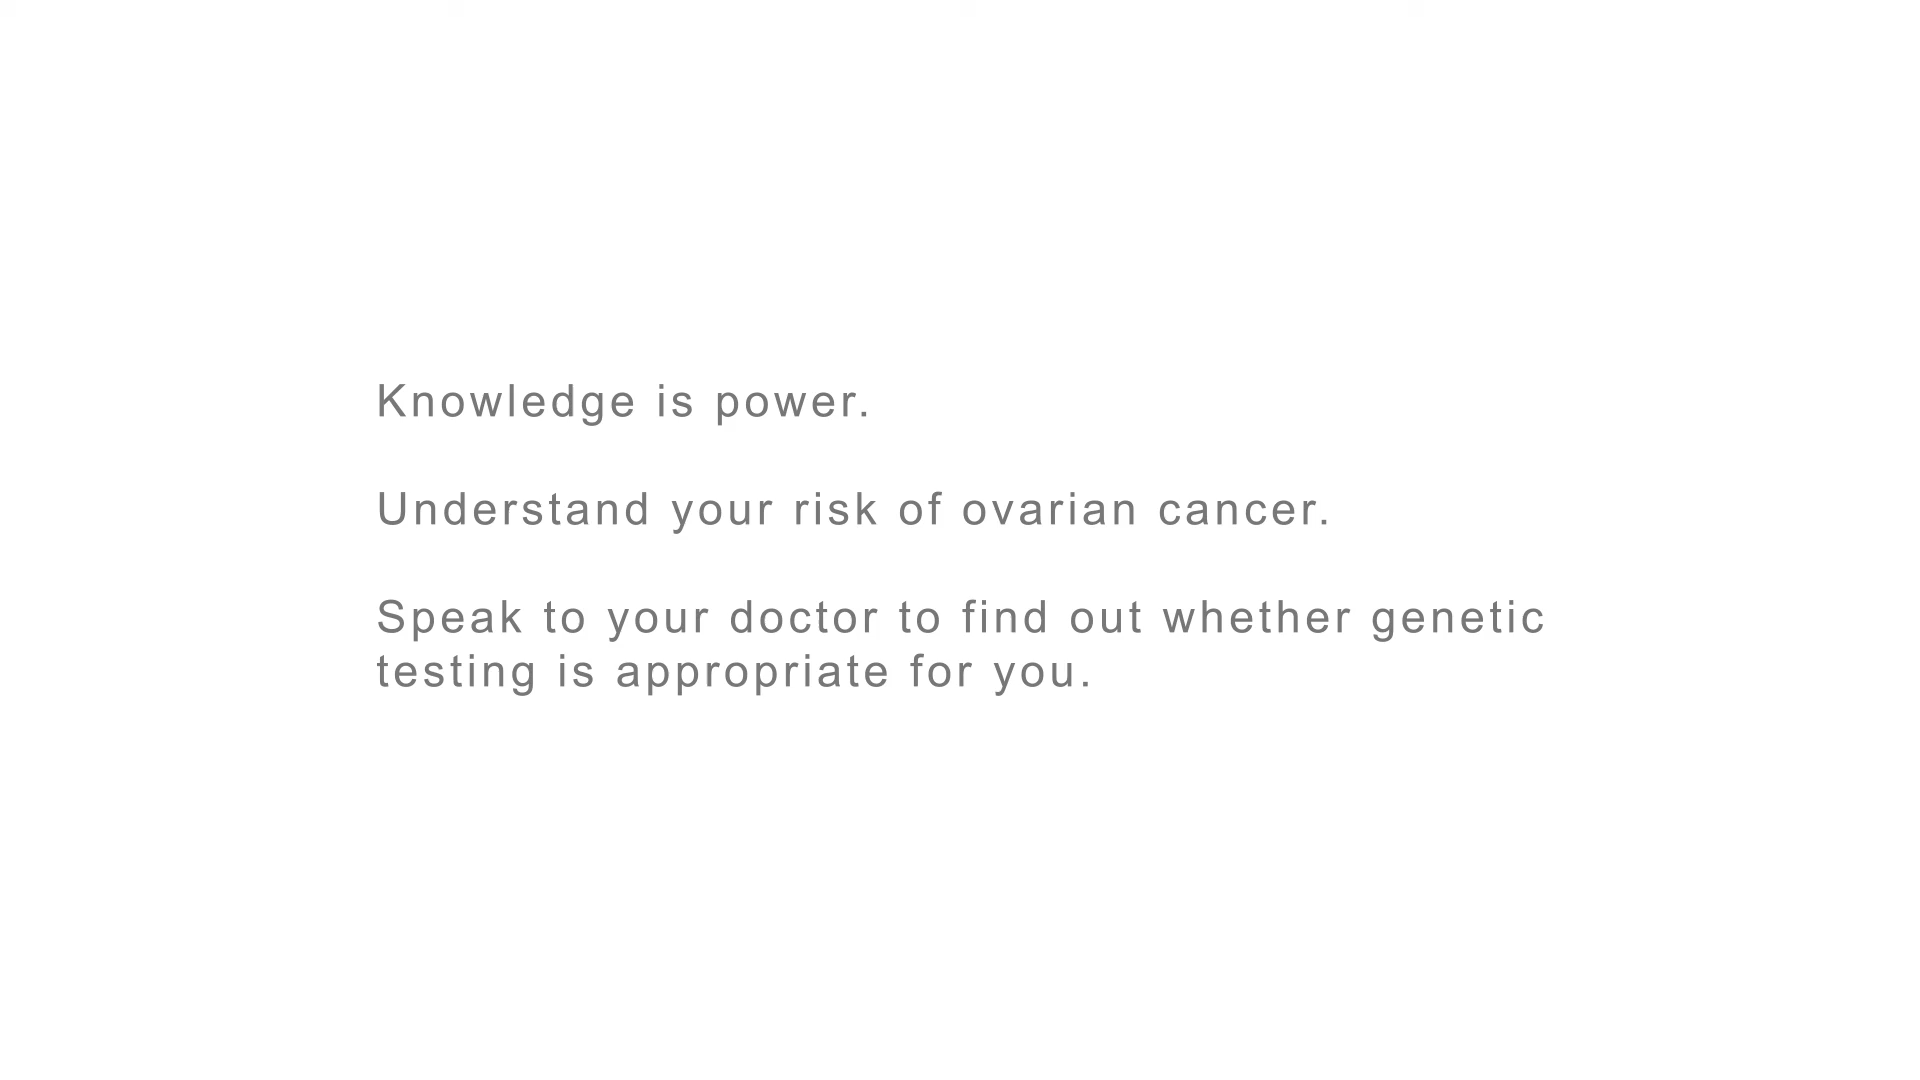 Knowledge is power.
Understand your risk of ovarian cancer.
Speak to your doctor to find out whether genetic
testing is appropriate for you.